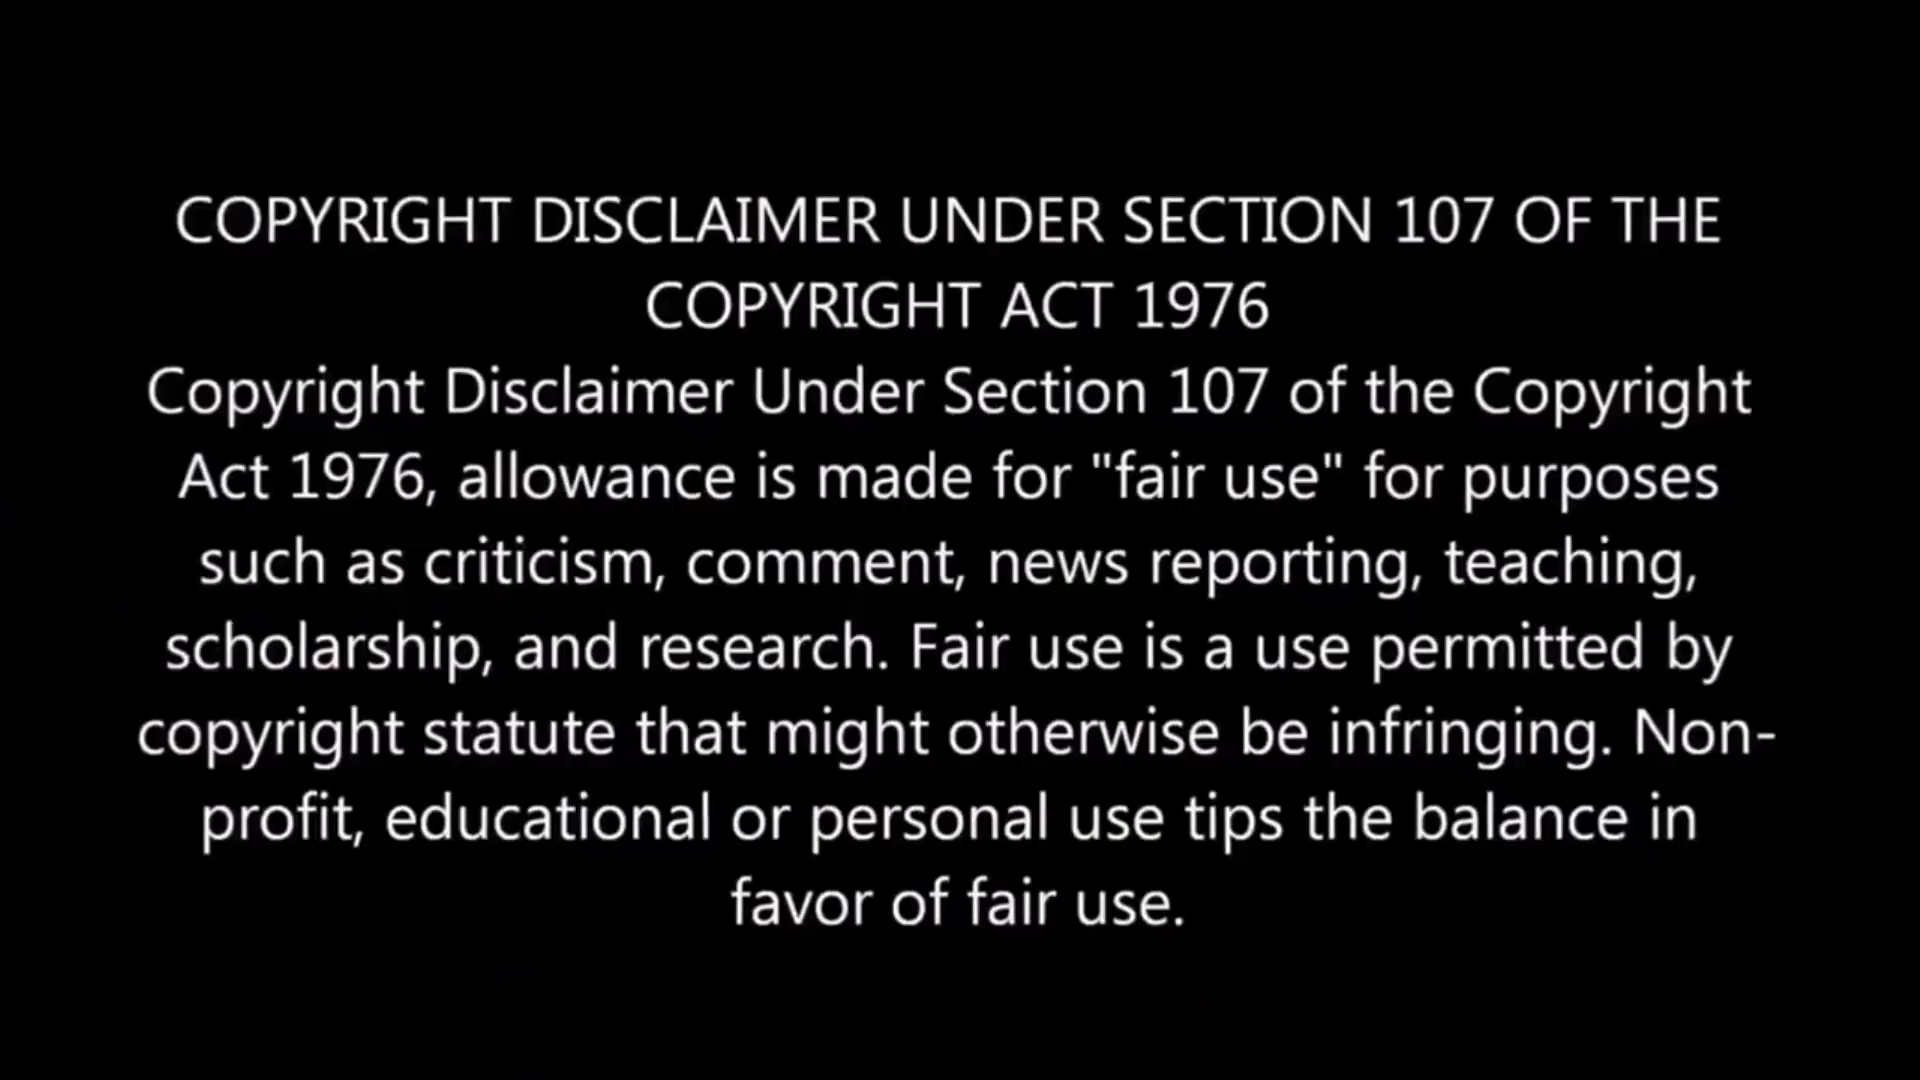 COPYRIGHT DISCLAIMER UNDER SECTION 107 OF THE
COPYRIGHT ACT 1976
Copyright Disclaimer Under Section 107 of the Copyright
Act 1976, allowance is made for "fair use" for purposes
such as criticism, comment, news reporting, teaching,
scholarship, and research. Fair use is a use permitted by
copyright statute that might otherwise be infringing. Non-
profit, educational or personal use tips the balance in
favor of fair use.